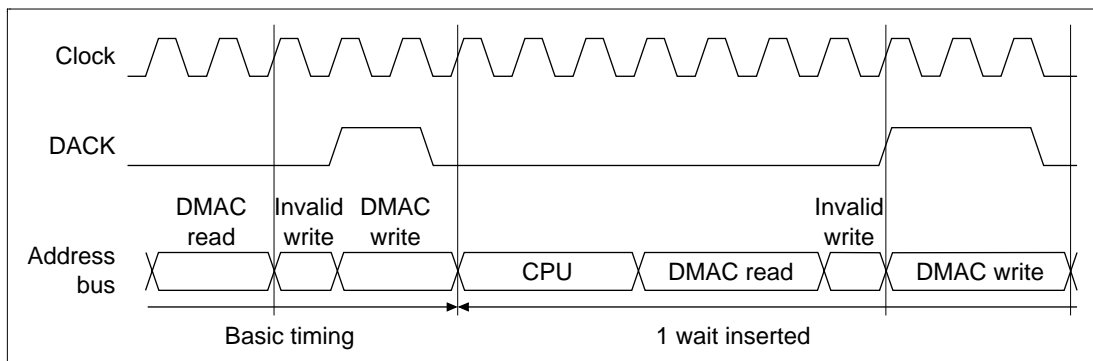 Clock
DACK
DMAC
read
Invalid
write
DMAC
write
Invalid
write
Address
bus
CPU
DMAC read
DMAC write
Basic timing
1 wait inserted